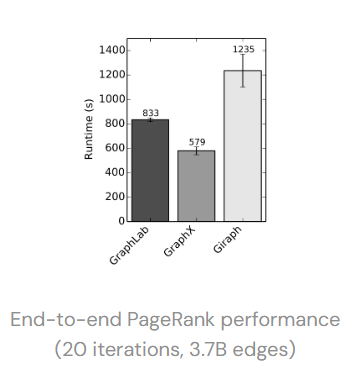 1400
1200
1000
800
600
400
200
0
Runtime (s)
833
579
1235
GraphLab
GraphX
Giraph
End-to-end PageRank performance
(20 iterations, 3.7B edges)